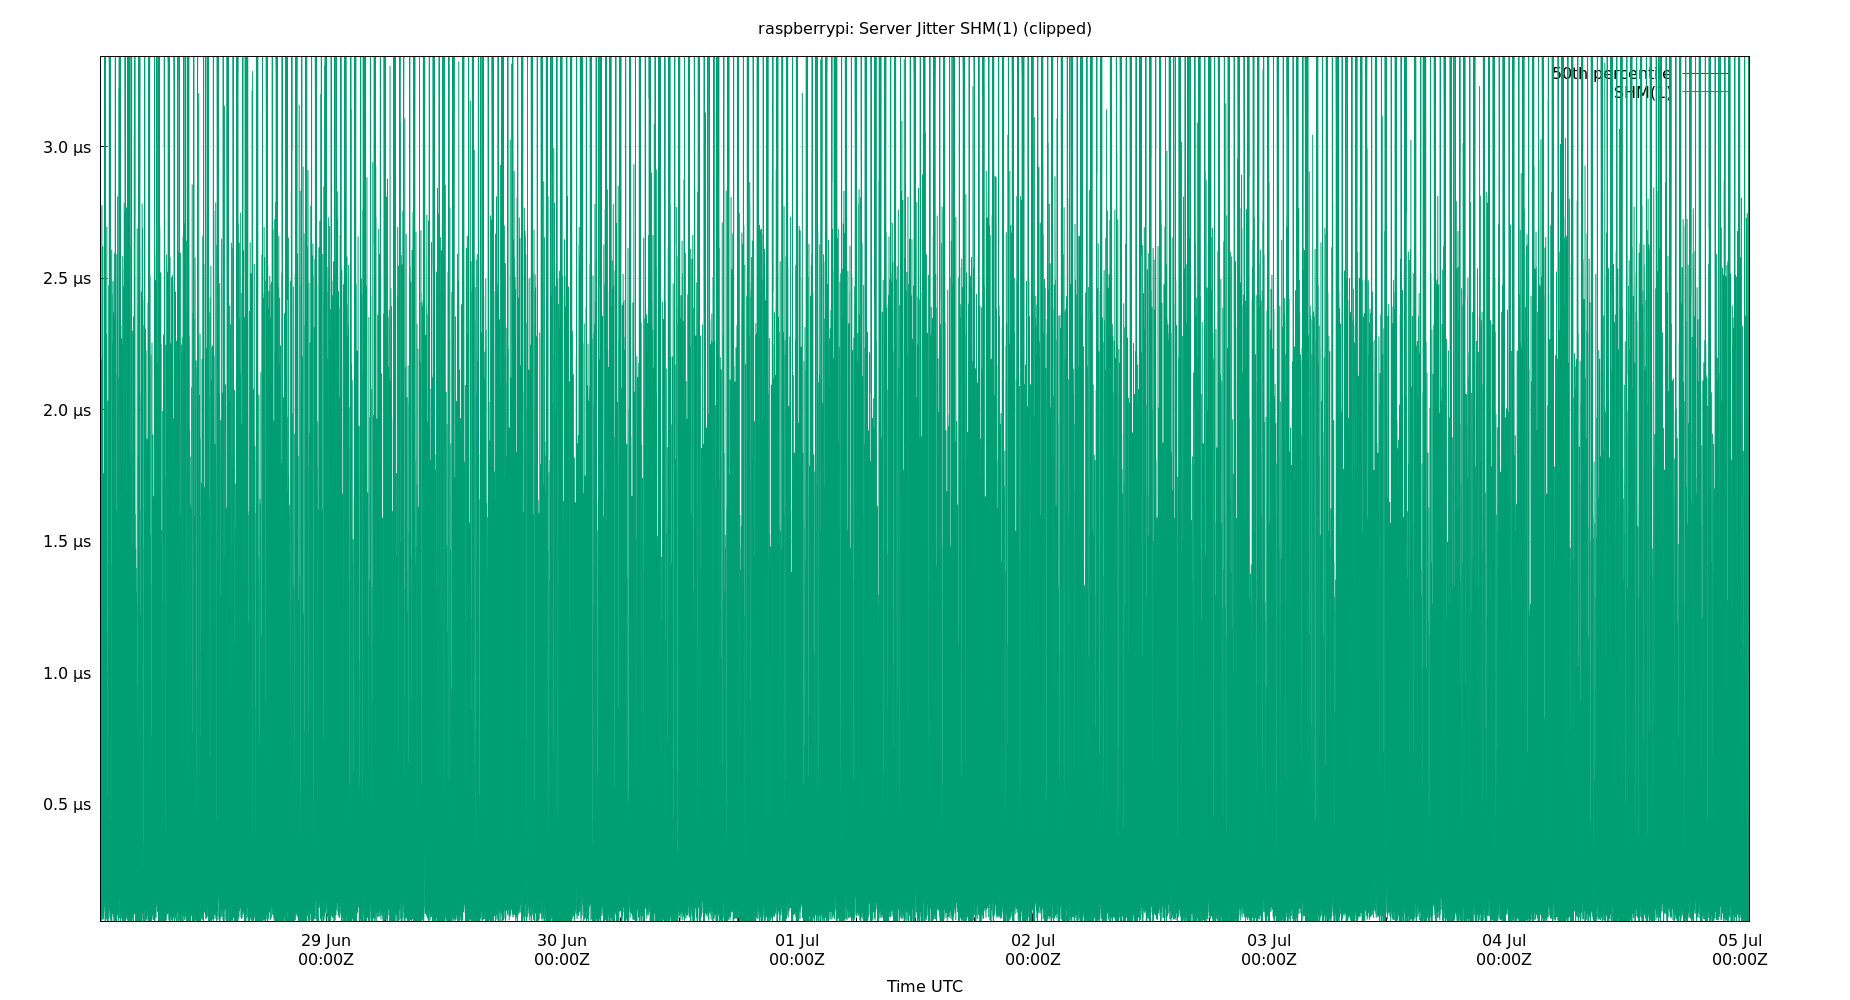 raspberrypi: Server Jitter SHM(1) (clipped)
50th percentile
SHM(1)
3.0 µs
2.5 µs
2.0 µs
1.5 µs
1.0 µs
0.5 µs
29 Jun 30 Jun 01 Jul 02 Jul 03 Jul 04 Jul 05 Jul
00:00Z 00:00Z 00:00Z 00:00Z 00:00Z 00:00Z 00:00Z
Time UTC